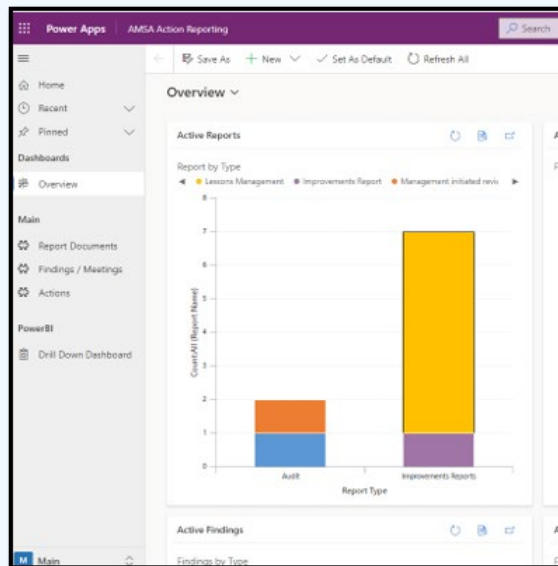 Power Apps AMSA Action Reporting Search
Save As New Set As Default Refresh All
Home
Recent
Pinned
Dashboards
Overview
Main
Report Documents
Findings / Meetings
Actions
PowerBI
Drill Down Dashboard
M Main
Overview
Active Reports
Report by Type
Lessons Management Improvements Report Management initiated
8
7
6
5
4
3
2
1
0
Count:All (Report Name)
Audit Improvements Reports
Report Type
Active Findings
Findings by Type